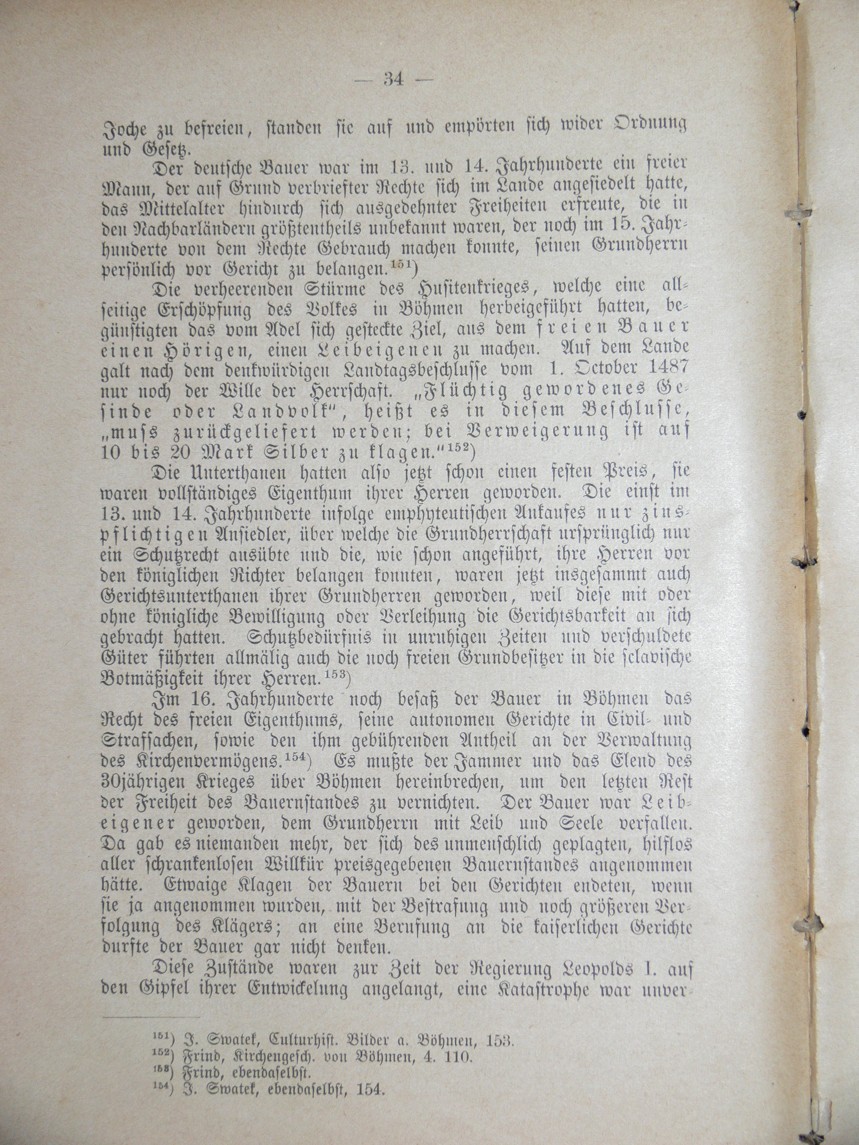 — 34 —
Joche zu befreien, standen sie auf und empörten sich wider Ordnung
und Gesetz.
Der deutsche Bauer war im 13. und 14. Jahrhunderte ein freier
Mann, der auf Grund verbriefter Rechte sich im Lande angesiedelt hatte,
das Mittelalter hindurch sich ausgedehnter Freiheiten erfreute, die in
den Nachbarländern größtentheils unbekannt waren, der noch im 15. Jahr-
hunderte von dem Rechte Gebrauch machen konnte, seinen Grundherrn
persönlich vor Gericht zu belangen.¹⁵¹)
Die verheerenden Stürme des Husitenkrieges, welche eine all-
seitige Erschöpfung des Volkes in Böhmen herbeigeführt hatten, be-
günstigten das vom Adel sich gesteckte Ziel, aus dem freien Bauer
einen Hörigen, einen Leibeigenen zu machen. Auf dem Lande
galt nach dem denkwürdigen Landtagsbeschlusse vom 1. October 1487
nur noch der Wille der Herrschaft. „Flüchtig gewordenes Ge-
sinde oder Landvolk", heißt es in diesem Beschlusse,
„muss zurückgeliefert werden; bei Verweigerung ist auf
10 bis 20 Mark Silber zu klagen."¹⁵²)
Die Unterthanen hatten also jetzt schon einen festen Preis, sie
waren vollständiges Eigenthum ihrer Herren geworden. Die einst im
13. und 14. Jahrhunderte infolge emphyteutischen Ankaufes nur zins-
pflichtigen Ansiedler, über welche die Grundherrschaft ursprünglich nur
ein Schutzrecht ausübte und die, wie schon angeführt, ihre Herren vor
den königlichen Richter belangen konnten, waren jetzt insgesammt auch
Gerichtsunterthanen ihrer Grundherren geworden, weil diese mit oder
ohne königliche Bewilligung oder Verleihung die Gerichtsbarkeit an sich
gebracht hatten. Schutzbedürfnis in unruhigen Zeiten und verschuldete
Güter führten allmälig auch die noch freien Grundbesitzer in die sclavische
Botmäßigkeit ihrer Herren.¹⁵³)
Im 16. Jahrhunderte noch besaß der Bauer in Böhmen das
Recht des freien Eigenthums, seine autonomen Gerichte in Civil- und
Strafsachen, sowie den ihm gebührenden Antheil an der Verwaltung
des Kirchenvermögens.¹⁵⁴) Es mußte der Jammer und das Elend des
30jährigen Krieges über Böhmen hereinbrechen, um den letzten Rest
der Freiheit des Bauernstandes zu vernichten. Der Bauer war Leib-
eigener geworden, dem Grundherrn mit Leib und Seele verfallen.
Da gab es niemanden mehr, der sich des unmenschlich geplagten, hilflos
aller schrankenlosen Willkür preisgegebenen Bauernstandes angenommen
hätte. Etwaige Klagen der Bauern bei den Gerichten endeten, wenn
sie ja angenommen wurden, mit der Bestrafung und noch größeren Ver-
folgung des Klägers; an eine Berufung an die kaiserlichen Gerichte
durfte der Bauer gar nicht denken.
Diese Zustände waren zur Zeit der Regierung Leopolds I. auf
den Gipfel ihrer Entwickelung angelangt, eine Katastrophe war unver-
¹⁵¹) J. Swatek, Culturhist. Bilder a. Böhmen, 153.
¹⁵²) Frind, Kirchengesch. von Böhmen, 4. 110.
¹⁵³) Frind, ebendaselbst.
¹⁵⁴) J. Swatek, ebendaselbst, 154.